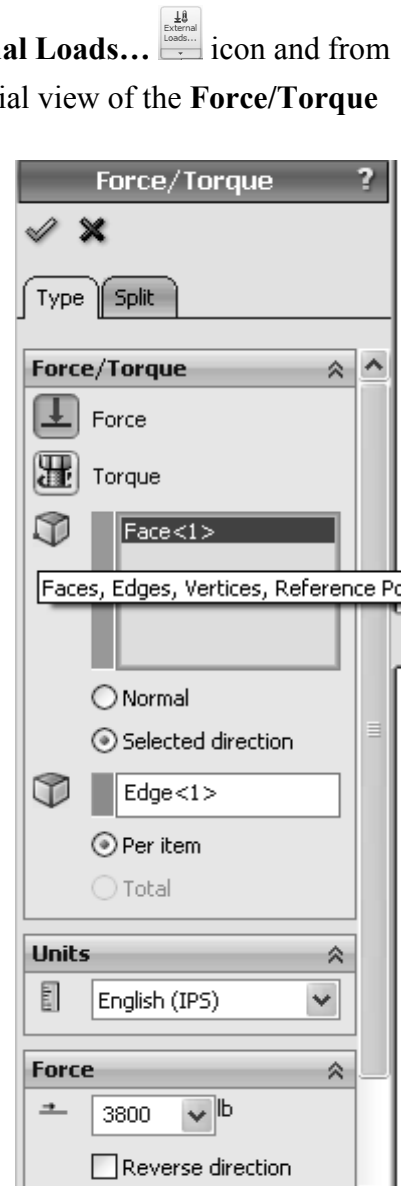 al Loads… External Loads... icon and from
ial view of the Force/Torque
Force/Torque ?
Type Split
Force/Torque
Force
Torque
Face<1>
Faces, Edges, Vertices, Reference Po
Normal
Selected direction
Edge<1>
Per item
Total
Units
English (IPS)
Force
3800 lb
Reverse direction